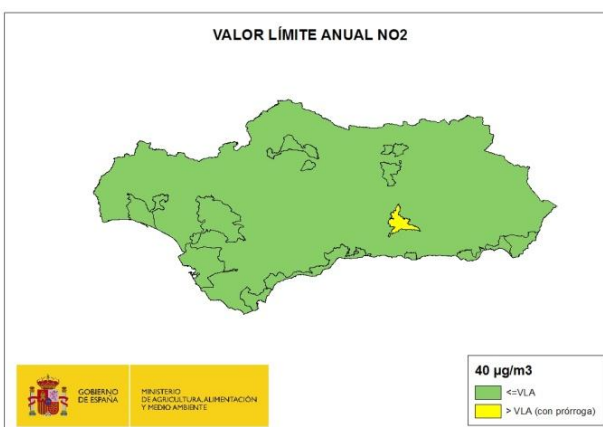 VALOR LÍMITE ANUAL NO2
GOBIERNO
DE ESPAÑA
MINISTERIO
DE AGRICULTURA, ALIMENTACIÓN
Y MEDIO AMBIENTE
40 µg/m3
<=VLA
> VLA (con prórroga)